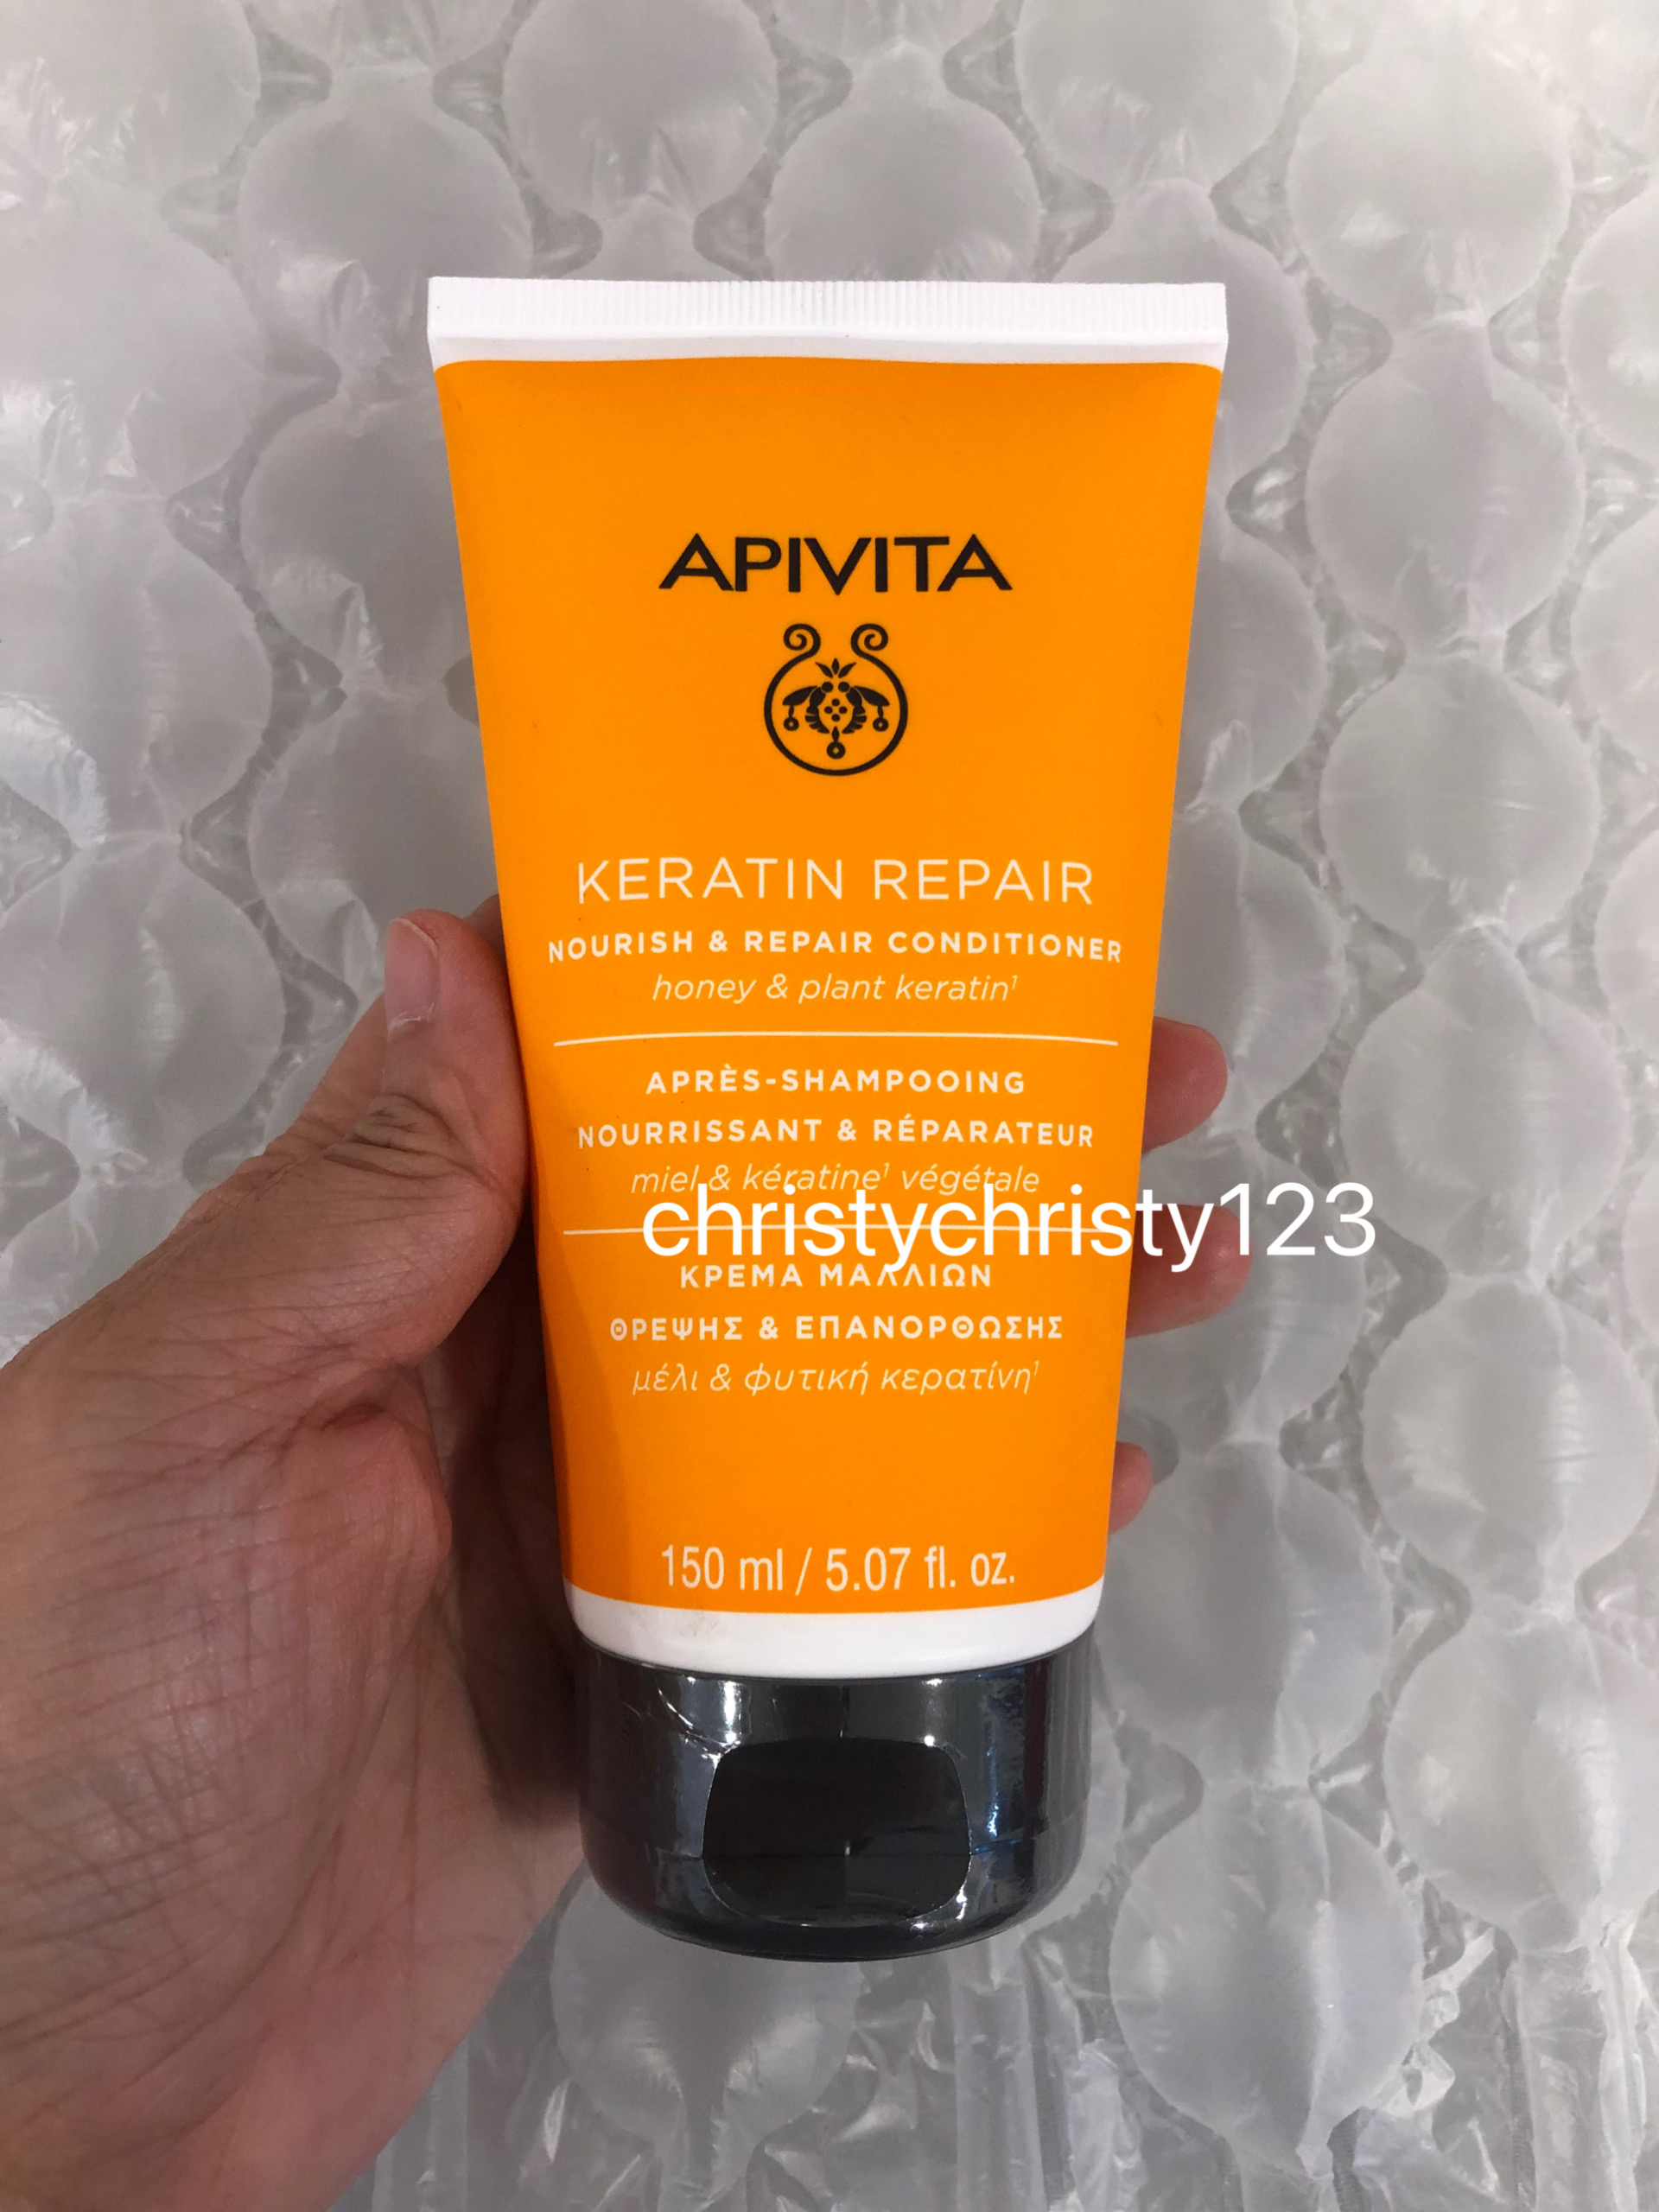 APIVITA
KERATIN REPAIR
NOURISH & REPAIR CONDITIONER
honey & plant keratin¹
APRÈS-SHAMPOOING
NOURRISSANT & RÉPARATEUR
miel & kératine¹ végétale
christychristy123
ΚΡΕΜΑ ΜΑΛΛΙΩΝ
ΘΡΕΨΗΣ & ΕΠΑΝΟΡΘΩΣΗΣ
μέλι & φυτική κερατίνη¹
150 ml / 5.07 fl. oz.